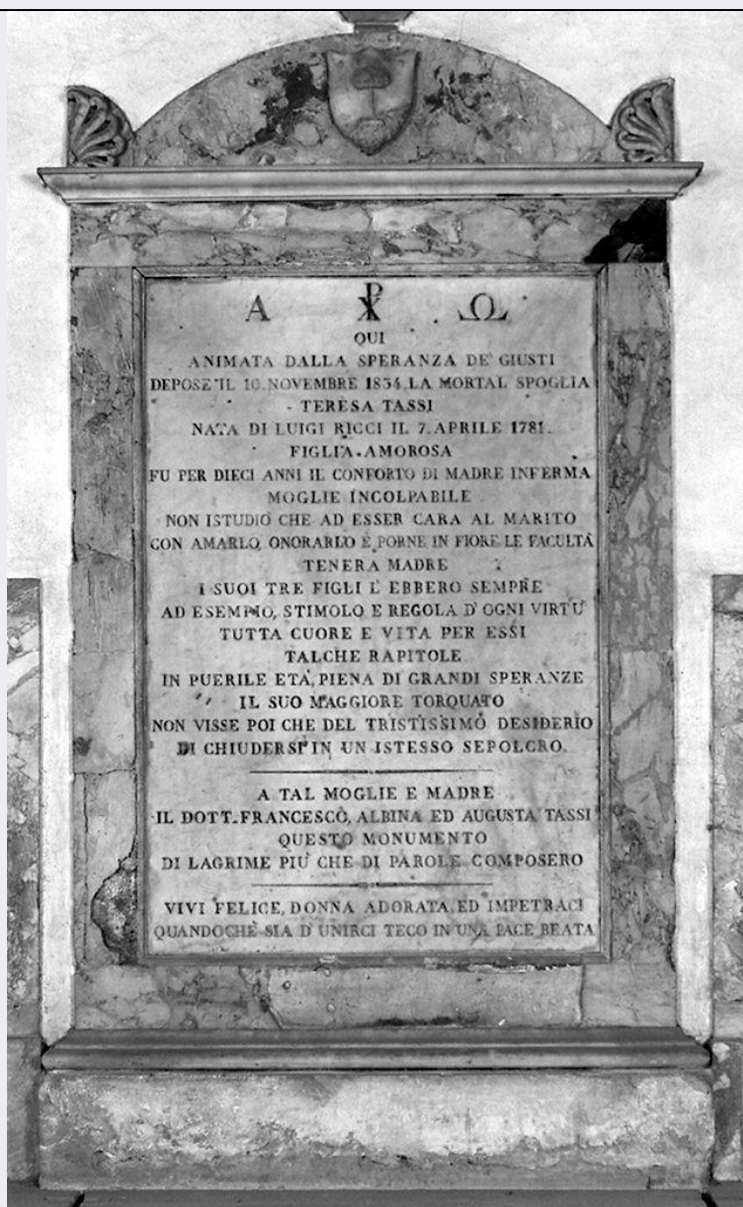 Α ☧ Ω
QUI
ANIMATA DALLA SPERANZA DE' GIUSTI
DEPOSE IL 10. NOVEMBRE 1834. LA MORTAL SPOGLIA
TERESA TASSI
NATA DI LUIGI RICCI IL 7. APRILE 1781.
FIGLIA AMOROSA
FU PER DIECI ANNI IL CONFORTO DI MADRE INFERMA
MOGLIE INCOLPABILE
NON ISTUDIÒ CHE AD ESSER CARA AL MARITO
CON AMARLO, ONORARLO E PORNE IN FIORE LE FACULTÀ
TENERA MADRE
I SUOI TRE FIGLI L'EBBERO SEMPRE
AD ESEMPIO, STIMOLO E REGOLA D'OGNI VIRTÙ
TUTTA CUORE E VITA PER ESSI
TALCHE RAPITOLE
IN PUERILE ETÀ, PIENA DI GRANDI SPERANZE
IL SUO MAGGIORE TORQUATO
NON VISSE POI CHE DEL TRISTISSIMO DESIDERIO
DI CHIUDERSI IN UN ISTESSO SEPOLCRO.
A TAL MOGLIE E MADRE
IL DOTT. FRANCESCO, ALBINA ED AUGUSTA TASSI
QUESTO MONUMENTO
DI LAGRIME PIÙ CHE DI PAROLE COMPOSERO
VIVI FELICE, DONNA ADORATA, ED IMPETRACI
QUANDOCHÈ SIA D'UNIRCI TECO IN UNA PACE BEATA